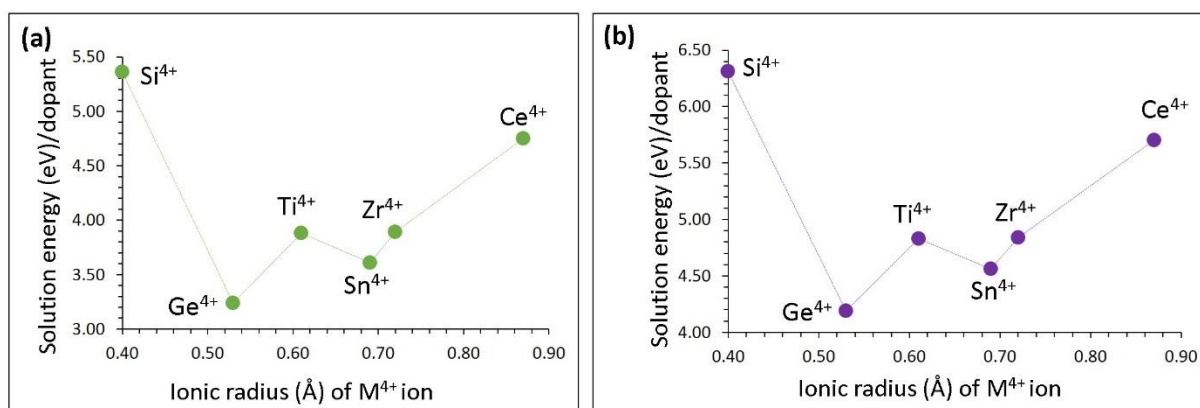 (a)
Solution energy (eV)/dopant
5.50
5.00
4.50
4.00
3.50
3.00
Si⁴⁺
Ge⁴⁺
Ti⁴⁺
Sn⁴⁺
Zr⁴⁺
Ce⁴⁺
0.40 0.50 0.60 0.70 0.80 0.90
Ionic radius (Å) of M⁴⁺ ion
(b)
Solution energy (eV)/dopant
6.50
6.00
5.50
5.00
4.50
4.00
Si⁴⁺
Ge⁴⁺
Ti⁴⁺
Sn⁴⁺
Zr⁴⁺
Ce⁴⁺
0.40 0.50 0.60 0.70 0.80 0.90
Ionic radius (Å) of M⁴⁺ ion